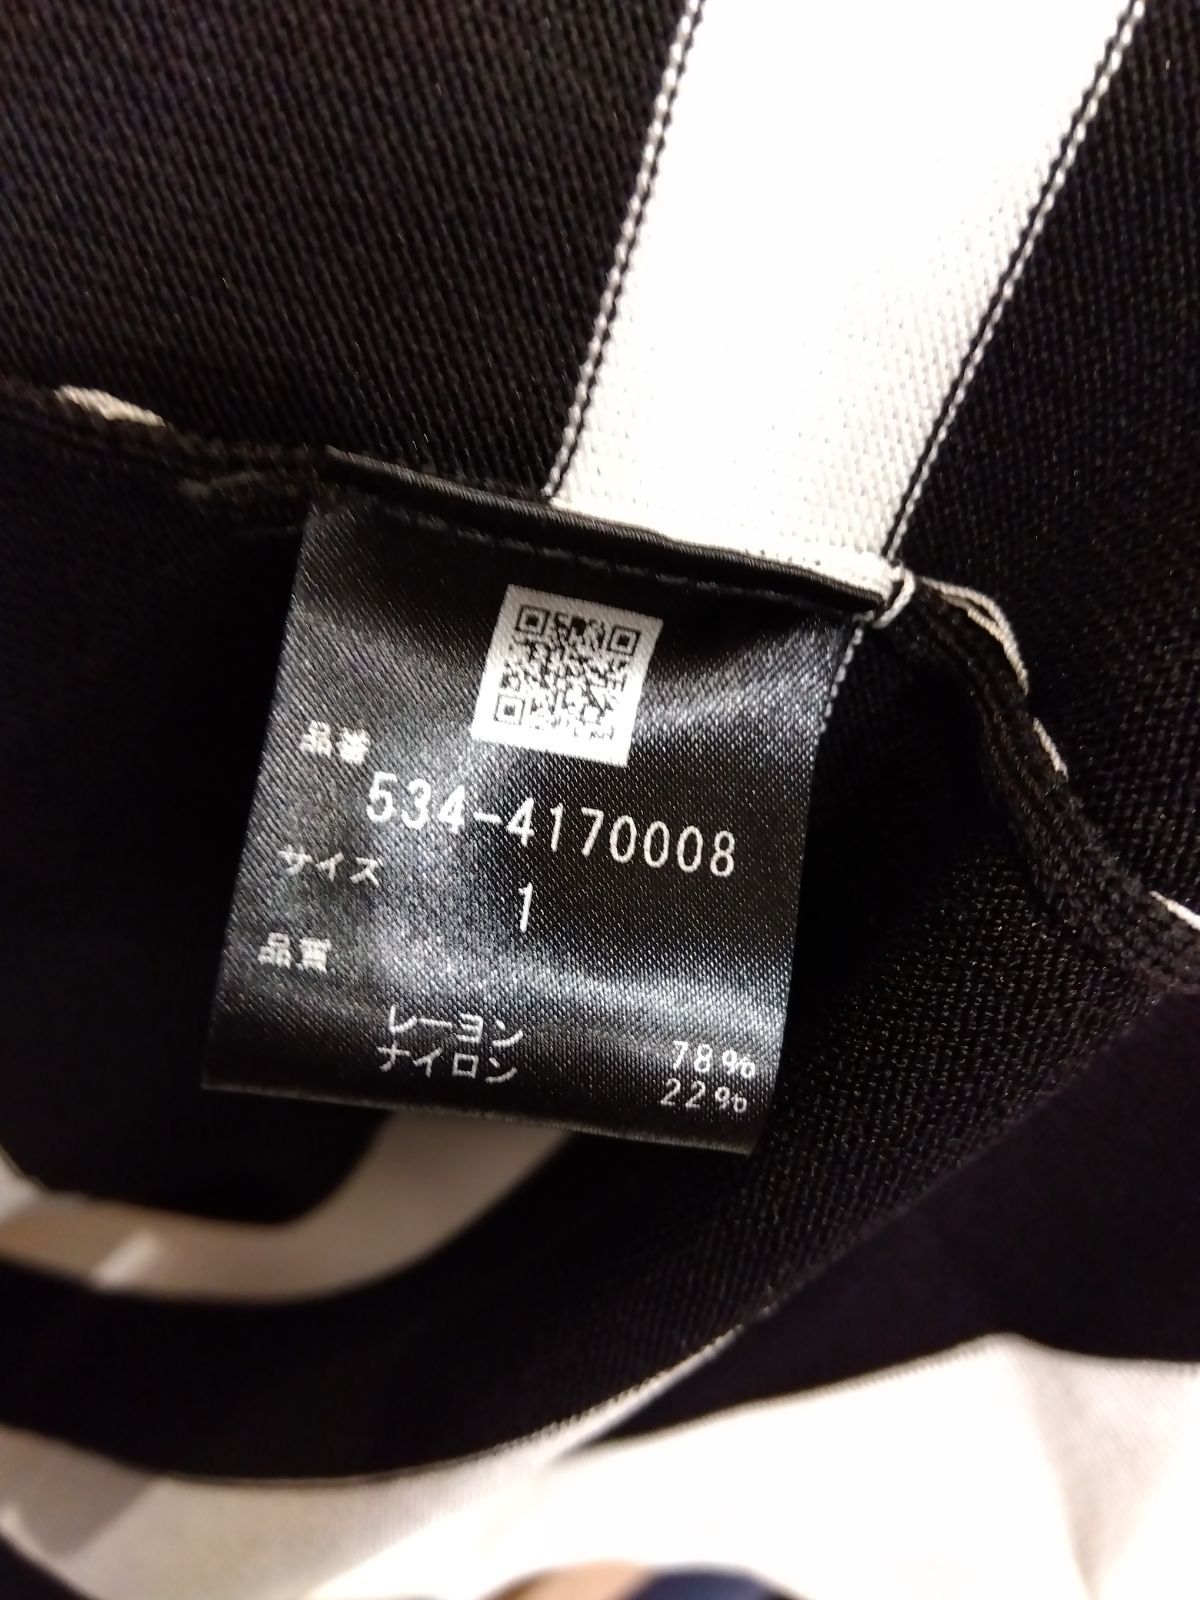 品番
534-4170008
サイズ
1
品質
レーヨン 78%
ナイロン 22%